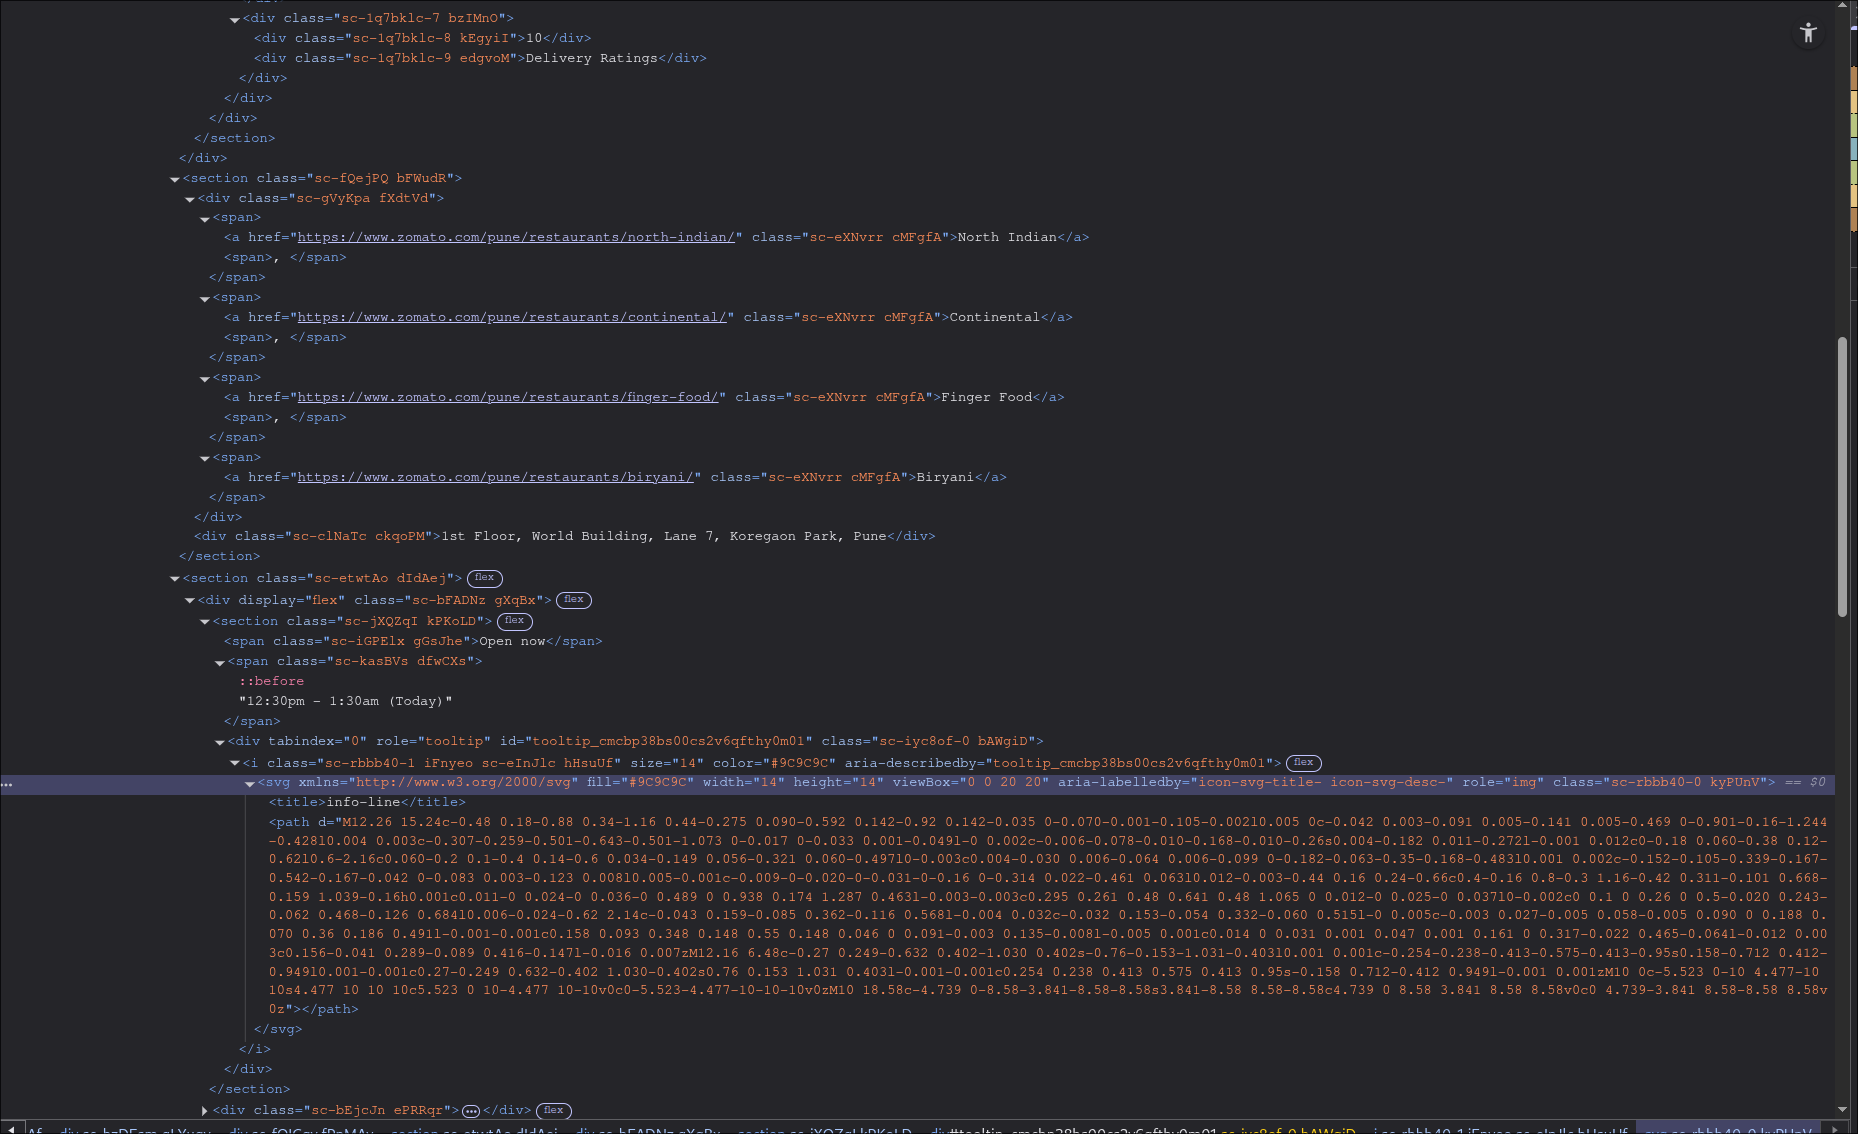 <div class="sc-1q7bklc-7 bzIMnO">
<div class="sc-1q7bklc-8 kEgyiI">10</div>
<div class="sc-1q7bklc-9 edgvoM">Delivery Ratings</div>
</div>
</div>
</div>
</section>
</div>
<section class="sc-fQejPQ bFWudR">
<div class="sc-gVyKpa fXdtVd">
<span>
<a href="https://www.zomato.com/pune/restaurants/north-indian/" class="sc-eXNvrr cMFgfA">North Indian</a>
<span>, </span>
</span>
<span>
<a href="https://www.zomato.com/pune/restaurants/continental/" class="sc-eXNvrr cMFgfA">Continental</a>
<span>, </span>
</span>
<span>
<a href="https://www.zomato.com/pune/restaurants/finger-food/" class="sc-eXNvrr cMFgfA">Finger Food</a>
<span>, </span>
</span>
<span>
<a href="https://www.zomato.com/pune/restaurants/biryani/" class="sc-eXNvrr cMFgfA">Biryani</a>
</span>
</div>
<div class="sc-clNaTc ckqoPM">1st Floor, World Building, Lane 7, Koregaon Park, Pune</div>
</section>
<section class="sc-etwtAo dIdAej"> flex
<div display="flex" class="sc-bFADNz gXqBx"> flex
<section class="sc-jXQZqI kPKoLD"> flex
<span class="sc-iGPElx gGsJhe">Open now</span>
<span class="sc-kasBVs dfwCXs">
::before
"12:30pm – 1:30am (Today)"
</span>
<div tabindex="0" role="tooltip" id="tooltip_cmcbp38bs00cs2v6qfthy0m01" class="sc-iyc8of-0 bAWgiD">
<i class="sc-rbbb40-1 iFnyeo sc-eInJlc hHsuUf" size="14" color="#9C9C9C" aria-describedby="tooltip_cmcbp38bs00cs2v6qfthy0m01"> flex
<svg xmlns="http://www.w3.org/2000/svg" fill="#9C9C9C" width="14" height="14" viewBox="0 0 20 20" aria-labelledby="icon-svg-title- icon-svg-desc-" role="img" class="sc-rbbb40-0 kyPUnV"> == $0
<title>info-line</title>
<path d="M12.26 15.24c-0.48 0.18-0.88 0.34-1.16 0.44-0.275 0.090-0.592 0.142-0.92 0.142-0.035 0-0.070-0.001-0.105-0.002l0.005 0c-0.042 0.003-0.091 0.005-0.141 0.005-0.469 0-0.901-0.16-1.244
-0.428l0.004 0.003c-0.307-0.259-0.501-0.643-0.501-1.073 0-0.017 0-0.033 0.001-0.049l-0 0.002c-0.006-0.078-0.010-0.168-0.010-0.26s0.004-0.182 0.011-0.272l-0.001 0.012c0-0.18 0.060-0.38 0.12-
0.62l0.6-2.16c0.060-0.2 0.1-0.4 0.14-0.6 0.034-0.149 0.056-0.321 0.060-0.497l0-0.003c0.004-0.030 0.006-0.064 0.006-0.099 0-0.182-0.063-0.35-0.168-0.483l0.001 0.002c-0.152-0.105-0.339-0.167-
0.542-0.167-0.042 0-0.083 0.003-0.123 0.008l0.005-0.001c-0.009-0-0.020-0-0.031-0-0.16 0-0.314 0.022-0.461 0.063l0.012-0.003-0.44 0.16 0.24-0.66c0.4-0.16 0.8-0.3 1.16-0.42 0.311-0.101 0.668-
0.159 1.039-0.16h0.001c0.011-0 0.024-0 0.036-0 0.489 0 0.938 0.174 1.287 0.463l-0.003-0.003c0.295 0.261 0.48 0.641 0.48 1.065 0 0.012-0 0.025-0 0.037l0-0.002c0 0.1 0 0.26 0 0.5-0.020 0.243-
0.062 0.468-0.126 0.684l0.006-0.024-0.62 2.14c-0.043 0.159-0.085 0.362-0.116 0.568l-0.004 0.032c-0.032 0.153-0.054 0.332-0.060 0.515l-0 0.005c-0.003 0.027-0.005 0.058-0.005 0.090 0 0.188 0.
070 0.36 0.186 0.491l-0.001-0.001c0.158 0.093 0.348 0.148 0.55 0.148 0.046 0 0.091-0.003 0.135-0.008l-0.005 0.001c0.014 0 0.031 0.001 0.047 0.001 0.161 0 0.317-0.022 0.465-0.064l-0.012 0.00
3c0.156-0.041 0.289-0.089 0.416-0.147l-0.016 0.007zM12.16 6.48c-0.27 0.249-0.632 0.402-1.030 0.402s-0.76-0.153-1.031-0.403l0.001 0.001c-0.254-0.238-0.413-0.575-0.413-0.95s0.158-0.712 0.412-
0.949l0.001-0.001c0.27-0.249 0.632-0.402 1.030-0.402s0.76 0.153 1.031 0.403l-0.001-0.001c0.254 0.238 0.413 0.575 0.413 0.95s-0.158 0.712-0.412 0.949l-0.001 0.001zM10 0c-5.523 0-10 4.477-10
10s4.477 10 10 10c5.523 0 10-4.477 10-10v0c0-5.523-4.477-10-10-10v0zM10 18.58c-4.739 0-8.58-3.841-8.58-8.58s3.841-8.58 8.58-8.58c4.739 0 8.58 3.841 8.58 8.58v0c0 4.739-3.841 8.58-8.58 8.58v
0z"></path>
</svg>
</i>
</div>
</section>
<div class="sc-bEjcJn ePRRqr"></div> flex